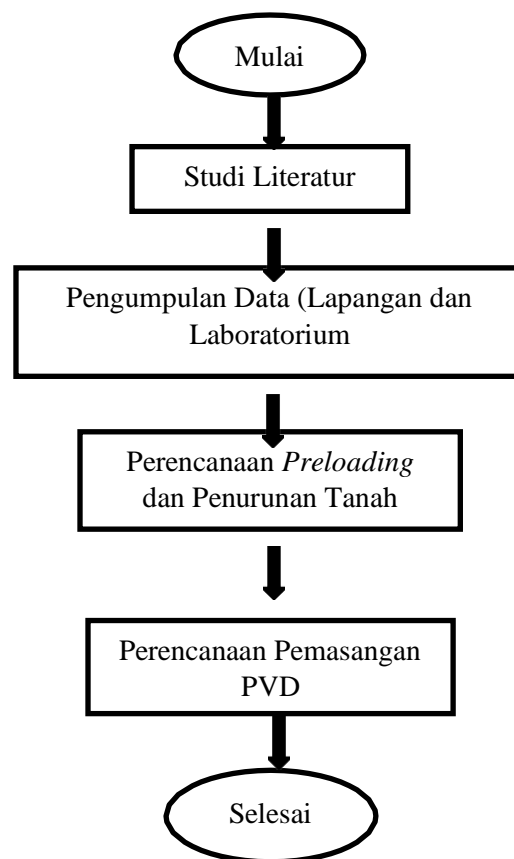 Mulai
Studi Literatur
Pengumpulan Data (Lapangan dan
Laboratorium
Perencanaan Preloading
dan Penurunan Tanah
Perencanaan Pemasangan
PVD
Selesai